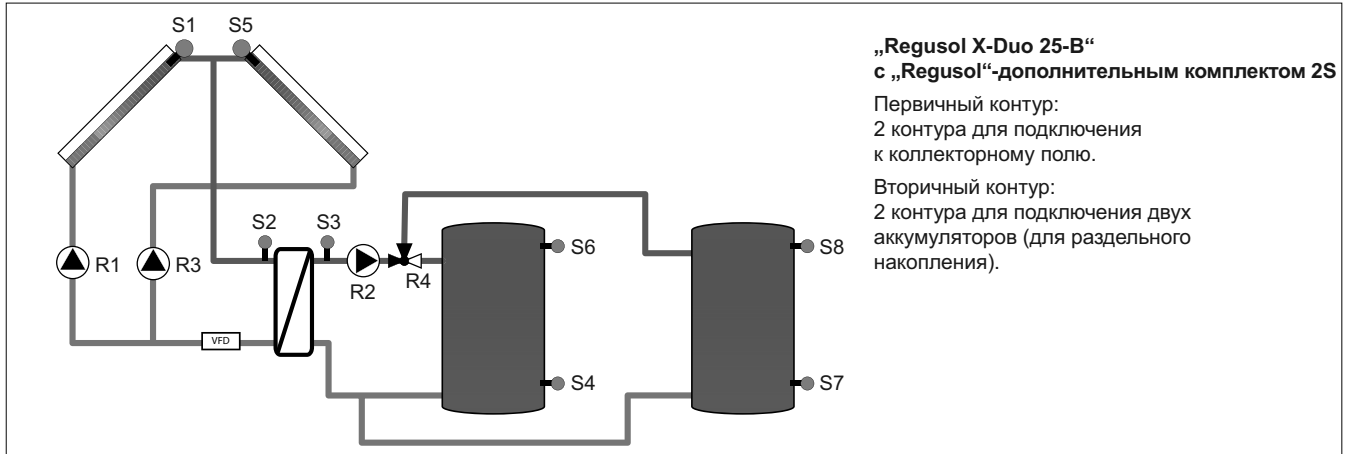 S1 S5
„Regusol X-Duo 25-B“
с „Regusol“-дополнительным комплектом 2S
Первичный контур:
2 контура для подключения
к коллекторному полю.
Вторичный контур:
2 контура для подключения двух
аккумуляторов (для раздельного
накопления).
S2 S3
S6
S8
R1 R3
R2
R4
VFD
S4
S7